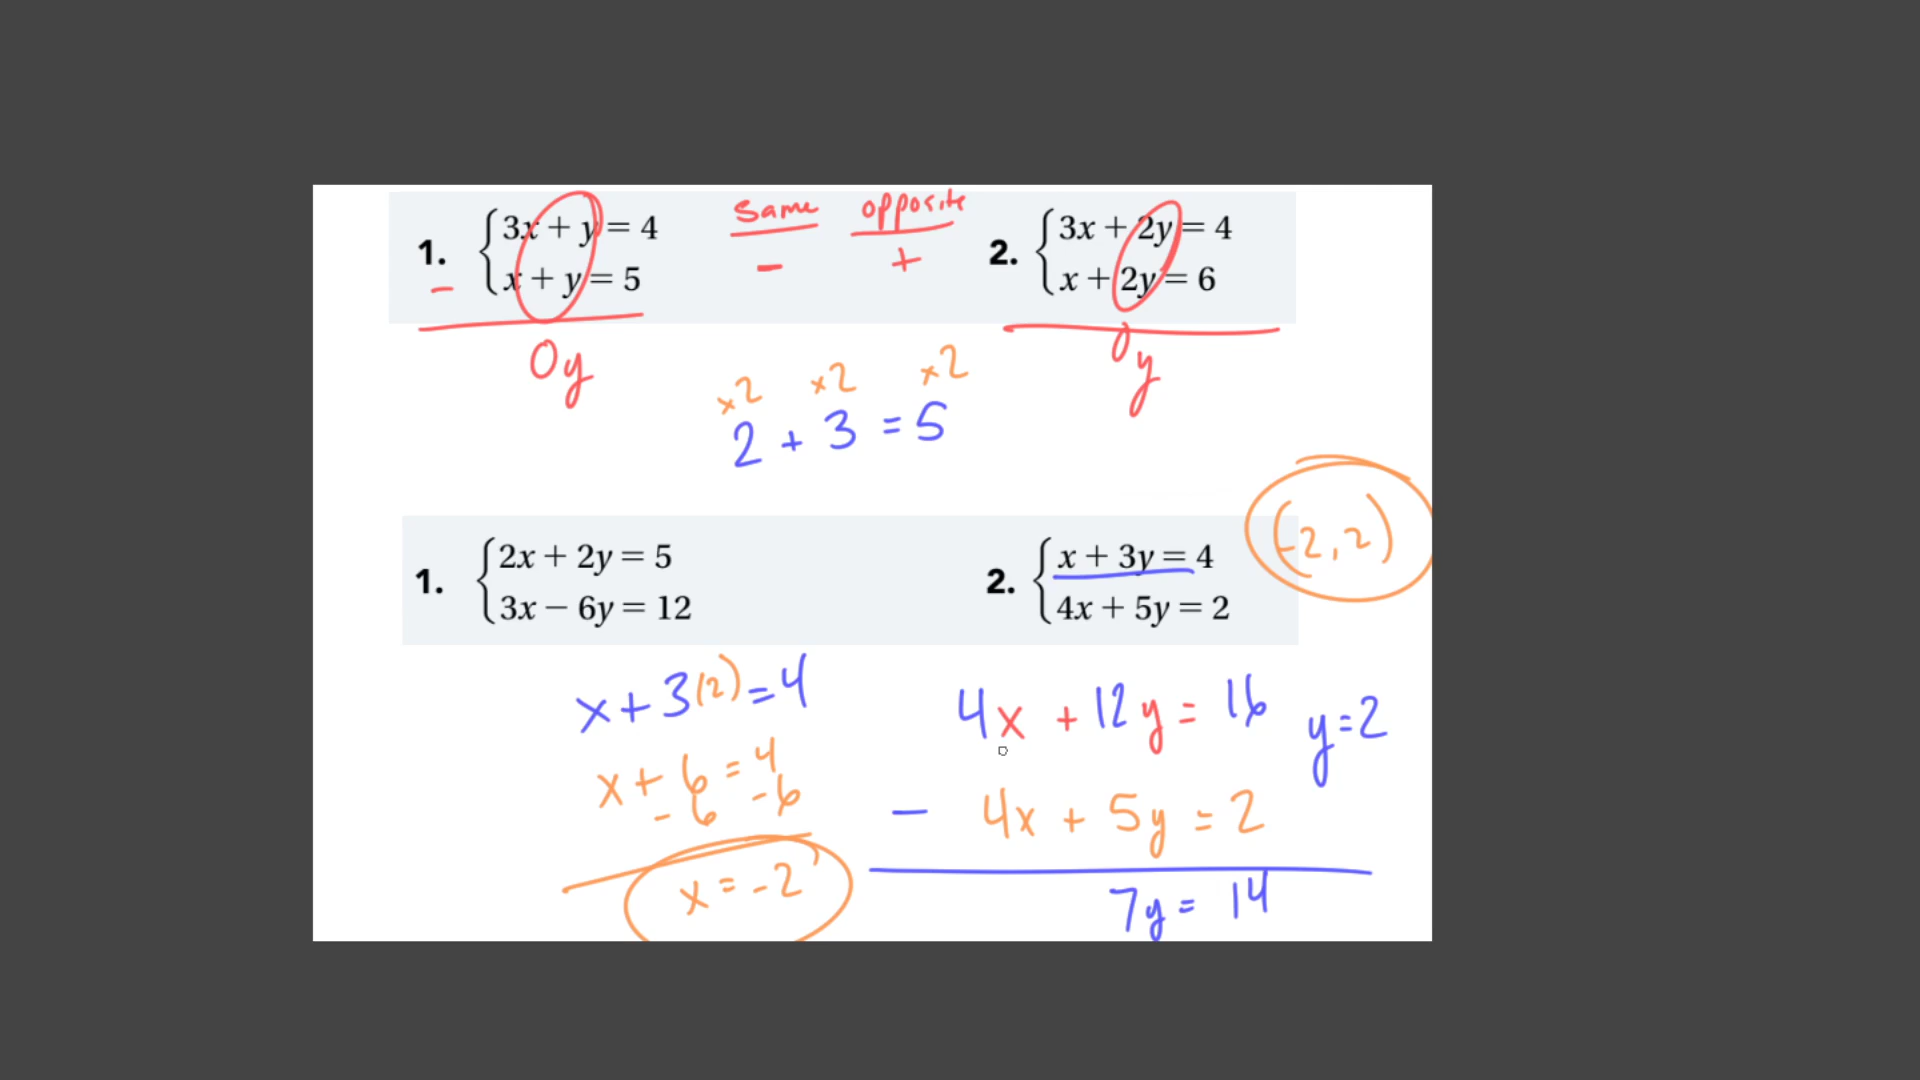 1. 3x + y = 4
x + y = 5
−
0y
same opposite
− +
2. 3x + 2y = 4
x + 2y = 6
0y
×2 ×2 ×2
2 + 3 = 5
1. 2x + 2y = 5
3x − 6y = 12
2. x + 3y = 4
4x + 5y = 2
(-2, 2)
x + 3(2) = 4
x + 6 = 4
- 6 - 6
x = -2
4x + 12y = 16
− 4x + 5y = 2
7y = 14
y = 2